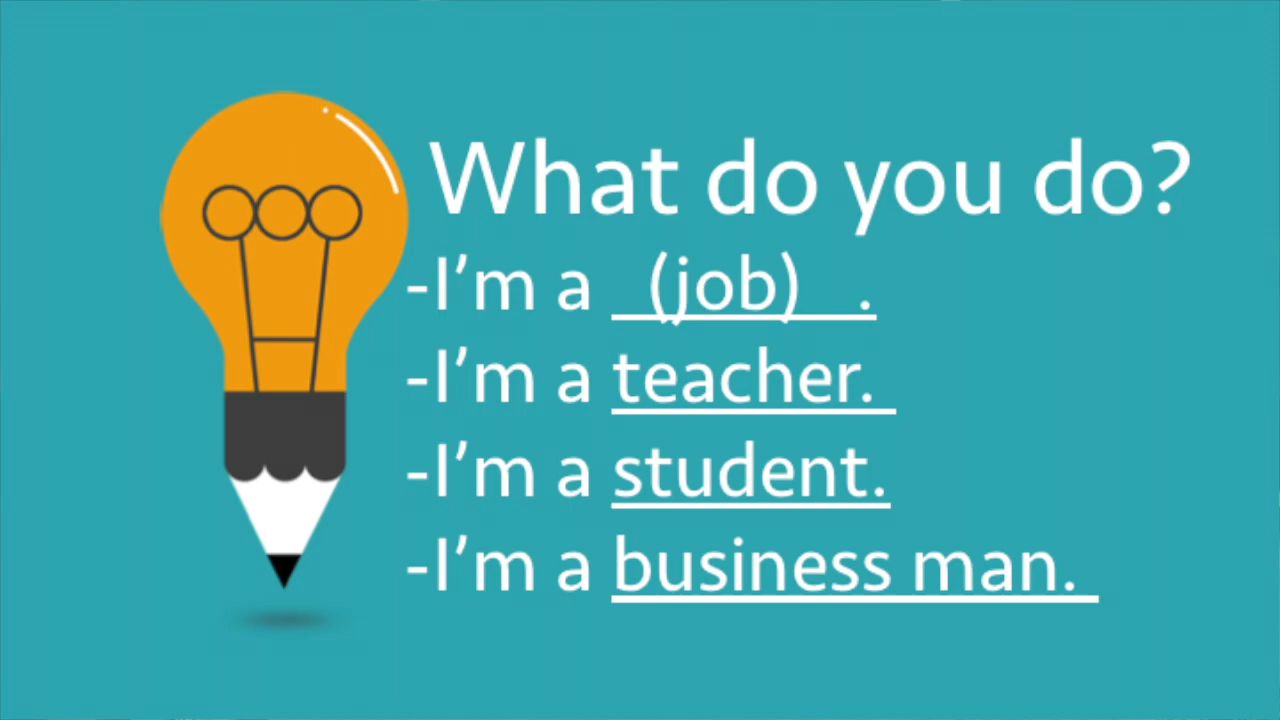 What do you do?
-I’m a (job) .
-I’m a teacher.
-I’m a student.
-I’m a business man.